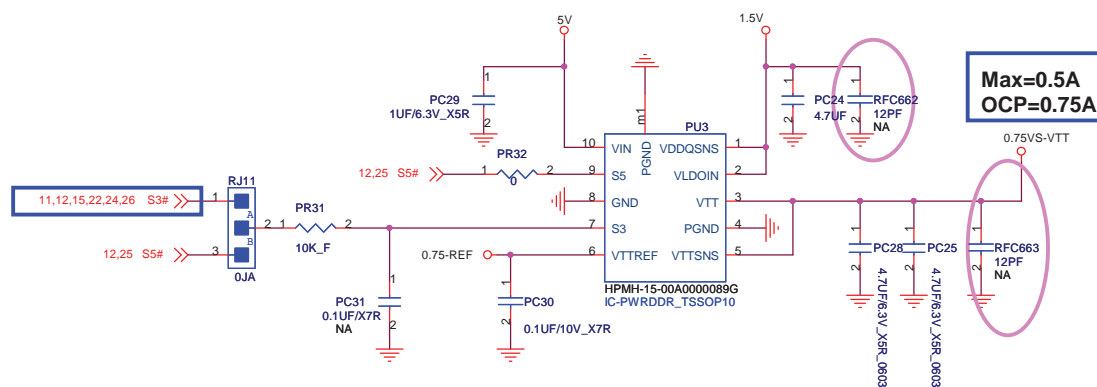 5V
1.5V
Max=0.5A
OCP=0.75A
0.75VS-VTT
1
PC29
1UF/6.3V_X5R
2
m1
1
PC24
4.7UF
2
1
RFC662
12PF
NA
2
PU3
10
VIN
PGND
VDDQSNS
1
12,25 S5#
1
PR32
0
2
9
S5
VLDOIN
2
8
GND
VTT
3
7
S3
PGND
4
6
VTTREF
VTTSNS
5
HPMH-15-00A0000089G
IC-PWRDDR_TSSOP10
RJ11
11,12,15,22,24,26 S3#
1
A
2
B
12,25 S5#
3
0JA
1
PR31
2
10K_F
0.75-REF
1
PC31
0.1UF/X7R
NA
2
1
PC30
2
0.1UF/10V_X7R
1
PC28
2
4.7UF/6.3V_X5R_0603
1
PC25
2
4.7UF/6.3V_X5R_0603
1
RFC663
12PF
NA
2